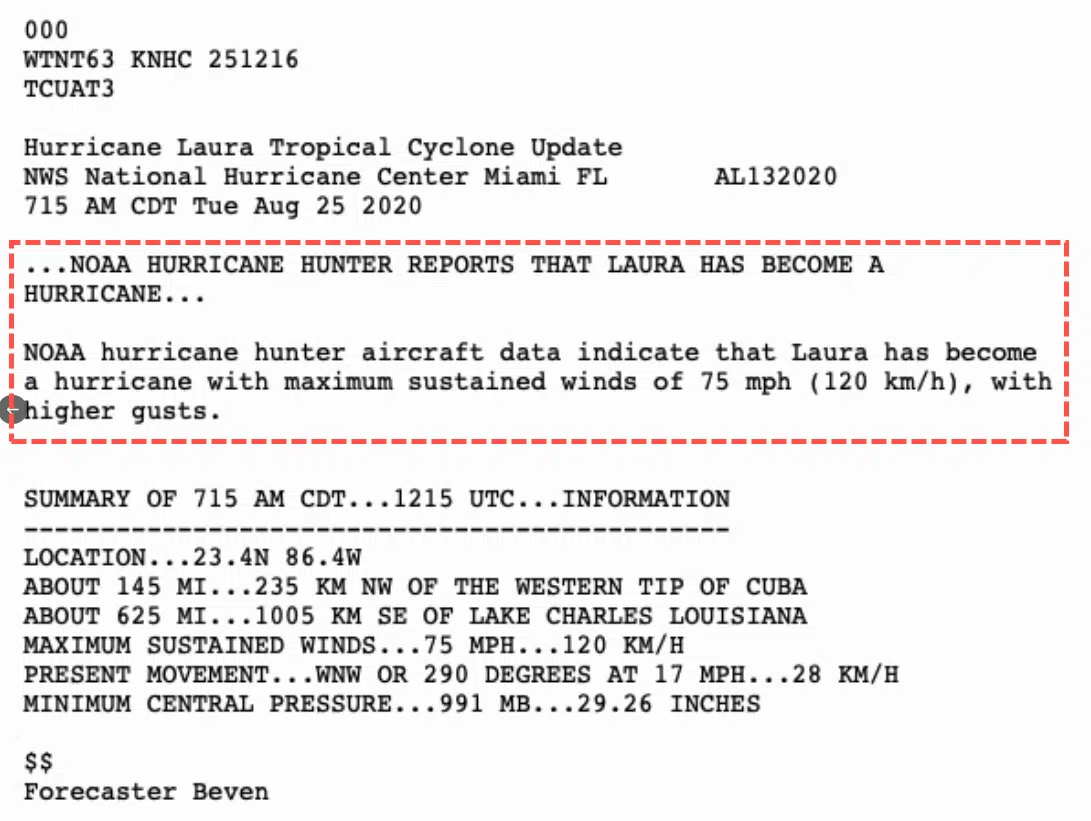 000
WTNT63 KNHC 251216
TCUAT3
Hurricane Laura Tropical Cyclone Update
NWS National Hurricane Center Miami FL       AL132020
715 AM CDT Tue Aug 25 2020
...NOAA HURRICANE HUNTER REPORTS THAT LAURA HAS BECOME A
HURRICANE...
NOAA hurricane hunter aircraft data indicate that Laura has become
a hurricane with maximum sustained winds of 75 mph (120 km/h), with
higher gusts.
SUMMARY OF 715 AM CDT...1215 UTC...INFORMATION
----------------------------------------------
LOCATION...23.4N 86.4W
ABOUT 145 MI...235 KM NW OF THE WESTERN TIP OF CUBA
ABOUT 625 MI...1005 KM SE OF LAKE CHARLES LOUISIANA
MAXIMUM SUSTAINED WINDS...75 MPH...120 KM/H
PRESENT MOVEMENT...WNW OR 290 DEGREES AT 17 MPH...28 KM/H
MINIMUM CENTRAL PRESSURE...991 MB...29.26 INCHES
$$
Forecaster Beven